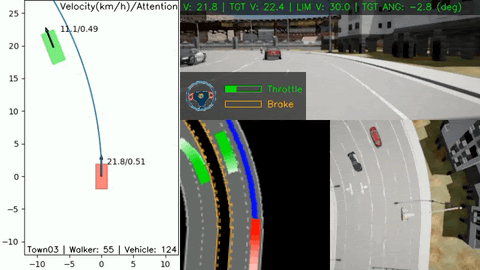 Velocity(km/h)/Attention
V: 21.8 | TGT V: 22.4 | LIM V: 30.0 | TGT ANG: -2.8 (deg)
25
11.1/0.49
20
15
Throttle
Brake
10
5
21.8/0.51
0
−5
−10
Town03 | Walker: 55 | Vehicle: 124
−10 −5 0 5 10